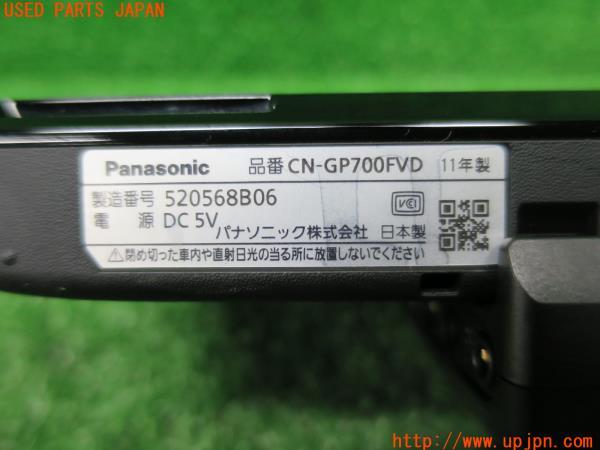 USED PARTS JAPAN
Panasonic 品番 CN-GP700FVD 11年製
製造番号 520568B06
電 源 DC 5V
VCCI
パナソニック株式会社 日本製
⚠閉め切った車内や直射日光の当る所に放置しないでください
http://www.upjpn.com